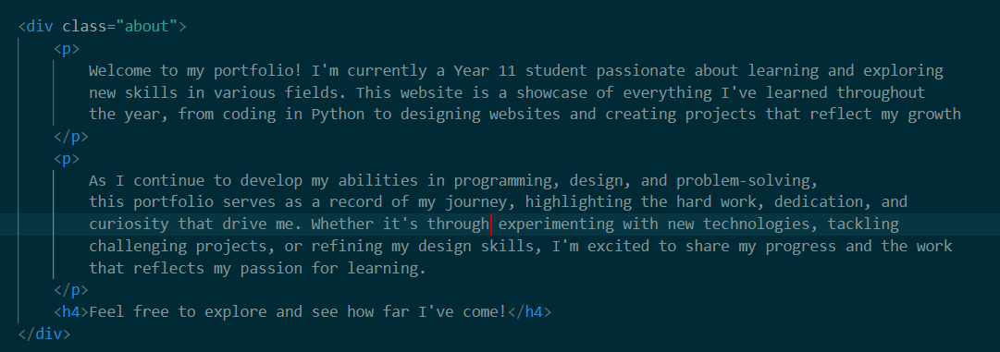 <div class="about">
<p>
Welcome to my portfolio! I'm currently a Year 11 student passionate about learning and exploring
new skills in various fields. This website is a showcase of everything I've learned throughout
the year, from coding in Python to designing websites and creating projects that reflect my growth
</p>
<p>
As I continue to develop my abilities in programming, design, and problem-solving,
this portfolio serves as a record of my journey, highlighting the hard work, dedication, and
curiosity that drive me. Whether it's through experimenting with new technologies, tackling
challenging projects, or refining my design skills, I'm excited to share my progress and the work
that reflects my passion for learning.
</p>
<h4>Feel free to explore and see how far I've come!</h4>
</div>